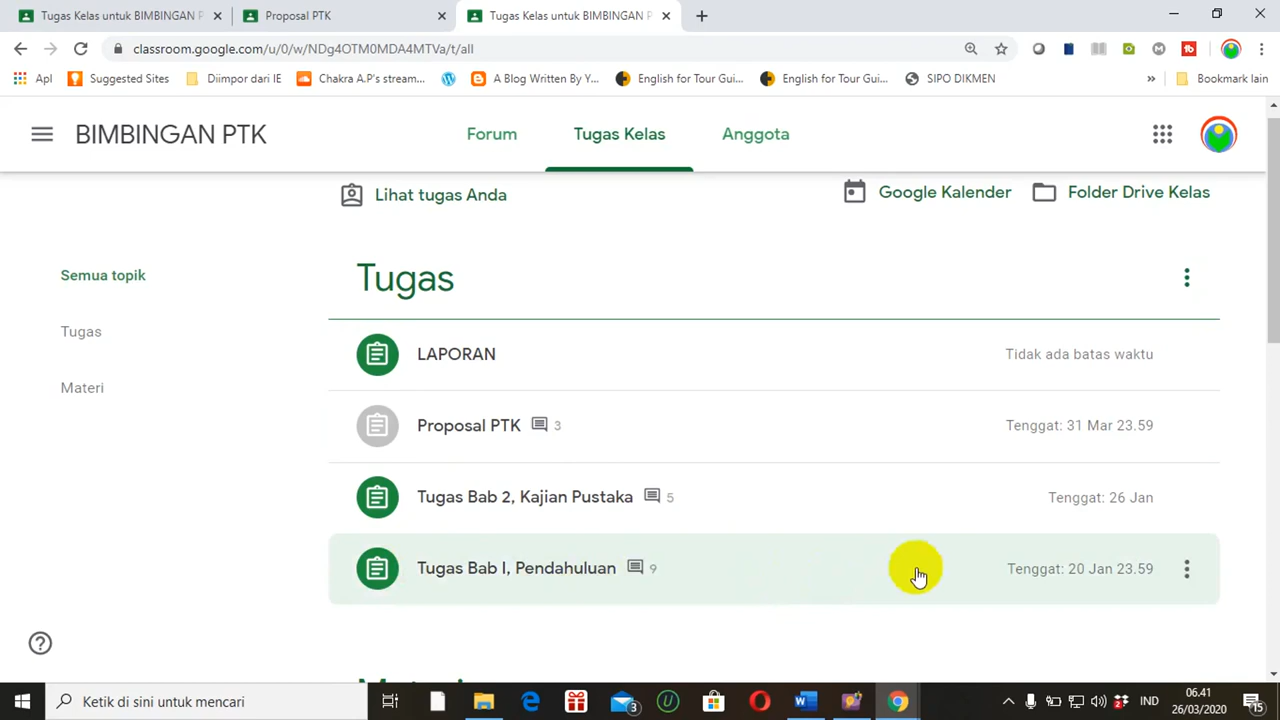 Tugas Kelas untuk BIMBINGAN P
Proposal PTK
Tugas Kelas untuk BIMBINGAN P
classroom.google.com/u/0/w/NDg4OTM0MDA4MTVa/t/all
Apl
Suggested Sites
Diimpor dari IE
Chakra A.P's stream...
A Blog Written By Y...
English for Tour Gui...
English for Tour Gui...
SIPO DIKMEN
»
Bookmark lain
BIMBINGAN PTK
Forum
Tugas Kelas
Anggota
Lihat tugas Anda
Google Kalender
Folder Drive Kelas
Semua topik
Tugas
Materi
Tugas
LAPORAN
Tidak ada batas waktu
Proposal PTK 3
Tenggat: 31 Mar 23.59
Tugas Bab 2, Kajian Pustaka 5
Tenggat: 26 Jan
Tugas Bab I, Pendahuluan 9
Tenggat: 20 Jan 23.59
Ketik di sini untuk mencari
3
2
IND
06.41
26/03/2020
15